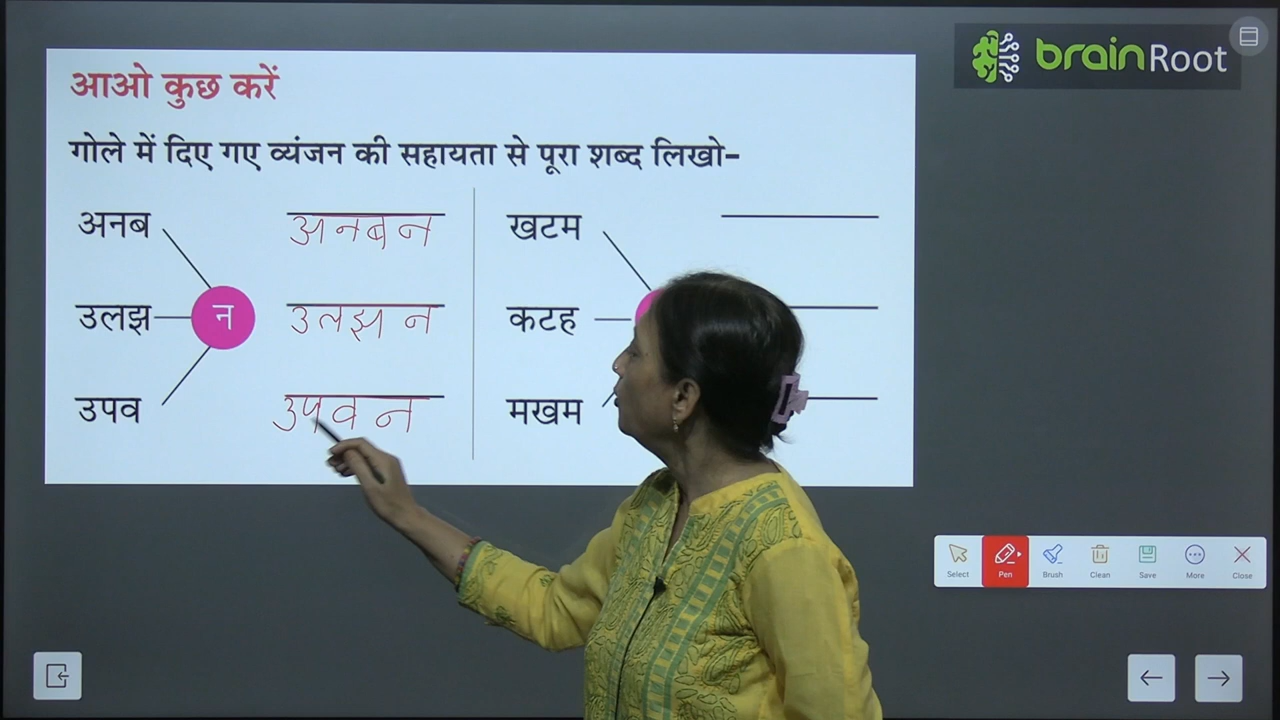 brainRoot
आओ कुछ करें
गोले में दिए गए व्यंजन की सहायता से पूरा शब्द लिखो-
अनब
अनबन
उलझ
न
उलझन
उपव
उपवन
खटम
कटह
मखम
Select
Pen
Brush
Clean
Save
More
Close